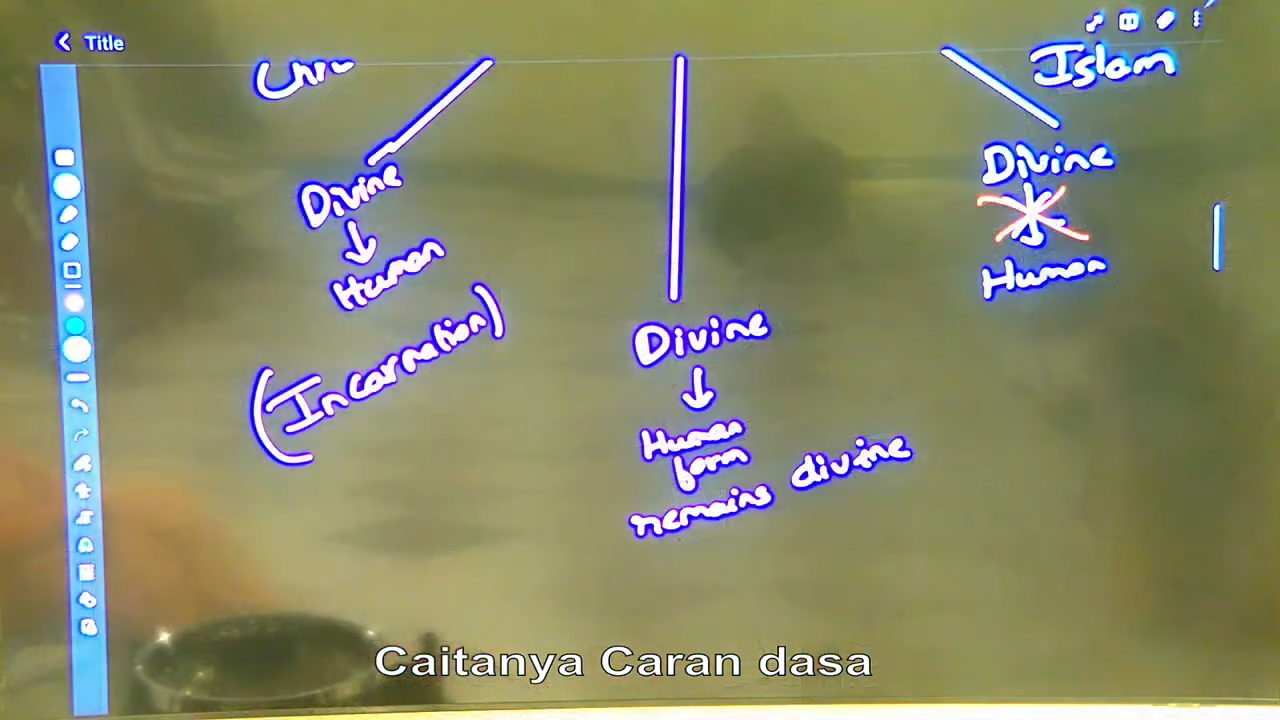 Title
Islam
Divine
Human
(Incarnation)
Divine
Human
form
remains divine
Divine
Human
Caitanya Caran dasa